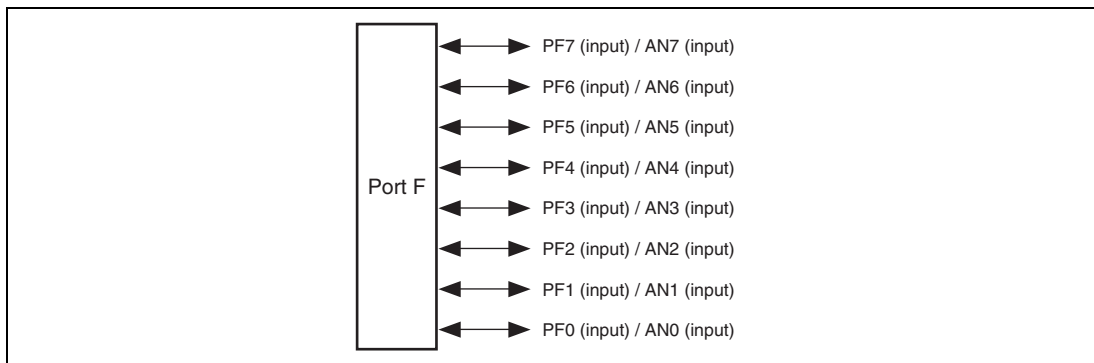 Port F
PF7 (input) / AN7 (input)
PF6 (input) / AN6 (input)
PF5 (input) / AN5 (input)
PF4 (input) / AN4 (input)
PF3 (input) / AN3 (input)
PF2 (input) / AN2 (input)
PF1 (input) / AN1 (input)
PF0 (input) / AN0 (input)